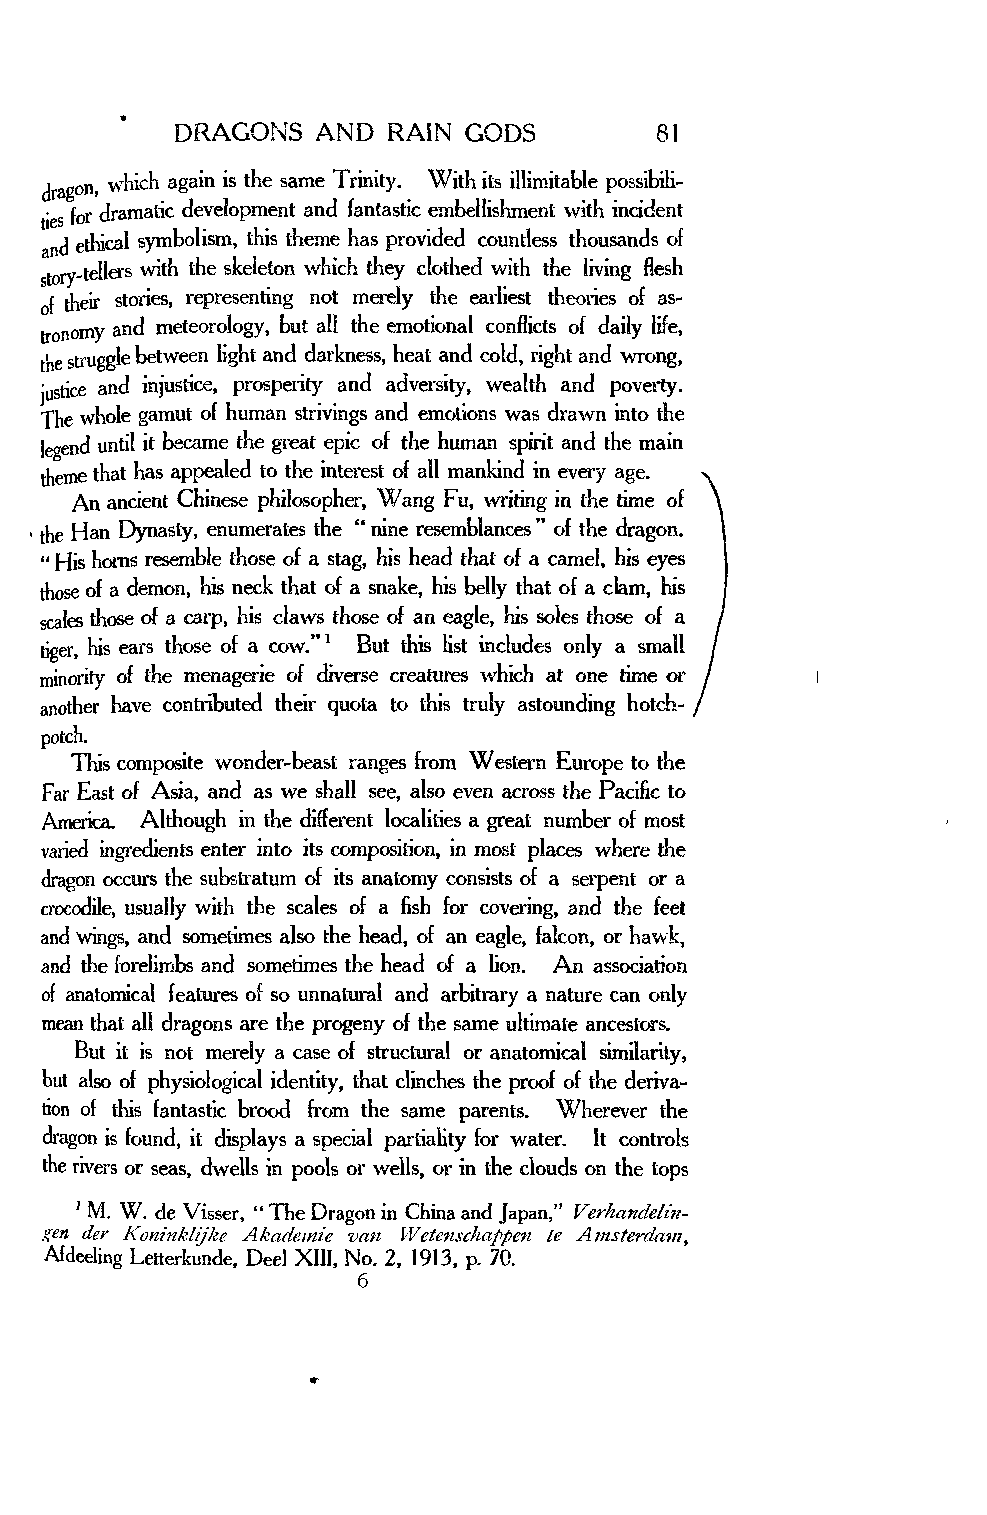 DRAGONS AND RAIN GODS 81
dragon, which again is the same Trinity. With its illimitable possibili-
ties for dramatic development and fantastic embellishment with incident
and ethical symbolism, this theme has provided countless thousands of
story-tellers with the skeleton which they clothed with the living flesh
of their stories, representing not merely the earliest theories of as-
tronomy and meteorology, but all the emotional conflicts of daily life,
the struggle between light and darkness, heat and cold, right and wrong,
justice and injustice, prosperity and adversity, wealth and poverty.
The whole gamut of human strivings and emotions was drawn into the
legend until it became the great epic of the human spirit and the main
theme that has appealed to the interest of all mankind in every age.
An ancient Chinese philosopher, Wang Fu, writing in the time of
the Han Dynasty, enumerates the “ nine resemblances ” of the dragon.
“ His horns resemble those of a stag, his head that of a camel, his eyes
those of a demon, his neck that of a snake, his belly that of a clam, his
scales those of a carp, his claws those of an eagle, his soles those of a
tiger, his ears those of a cow.” ¹ But this list includes only a small
minority of the menagerie of diverse creatures which at one time or
another have contributed their quota to this truly astounding hotch-
potch.
This composite wonder-beast ranges from Western Europe to the
Far East of Asia, and as we shall see, also even across the Pacific to
America. Although in the different localities a great number of most
varied ingredients enter into its composition, in most places where the
dragon occurs the substratum of its anatomy consists of a serpent or a
crocodile, usually with the scales of a fish for covering, and the feet
and wings, and sometimes also the head, of an eagle, falcon, or hawk,
and the forelimbs and sometimes the head of a lion. An association
of anatomical features of so unnatural and arbitrary a nature can only
mean that all dragons are the progeny of the same ultimate ancestors.
But it is not merely a case of structural or anatomical similarity,
but also of physiological identity, that clinches the proof of the deriva-
tion of this fantastic brood from the same parents. Wherever the
dragon is found, it displays a special partiality for water. It controls
the rivers or seas, dwells in pools or wells, or in the clouds on the tops
¹ M. W. de Visser, “ The Dragon in China and Japan,” Verhandelin-
gen der Koninklijke Akademie van Wetenschappen te Amsterdam,
Afdeeling Letterkunde, Deel XIII, No. 2, 1913, p. 70.
6